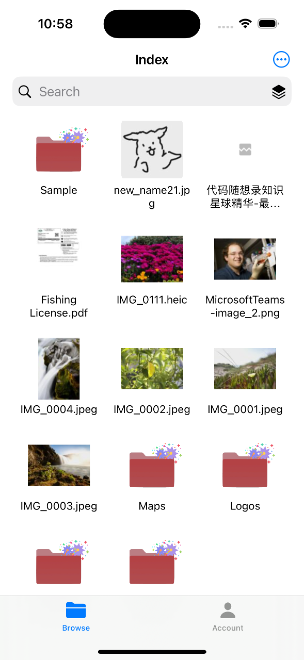 10:58
Index
Search
Sample
new_name21.jp
g
代码随想录知识
星球精华-最...
Fishing
License.pdf
IMG_0111.heic
MicrosoftTeams
-image_2.png
IMG_0004.jpeg
IMG_0002.jpeg
IMG_0001.jpeg
IMG_0003.jpeg
Maps
Logos
Browse
Account